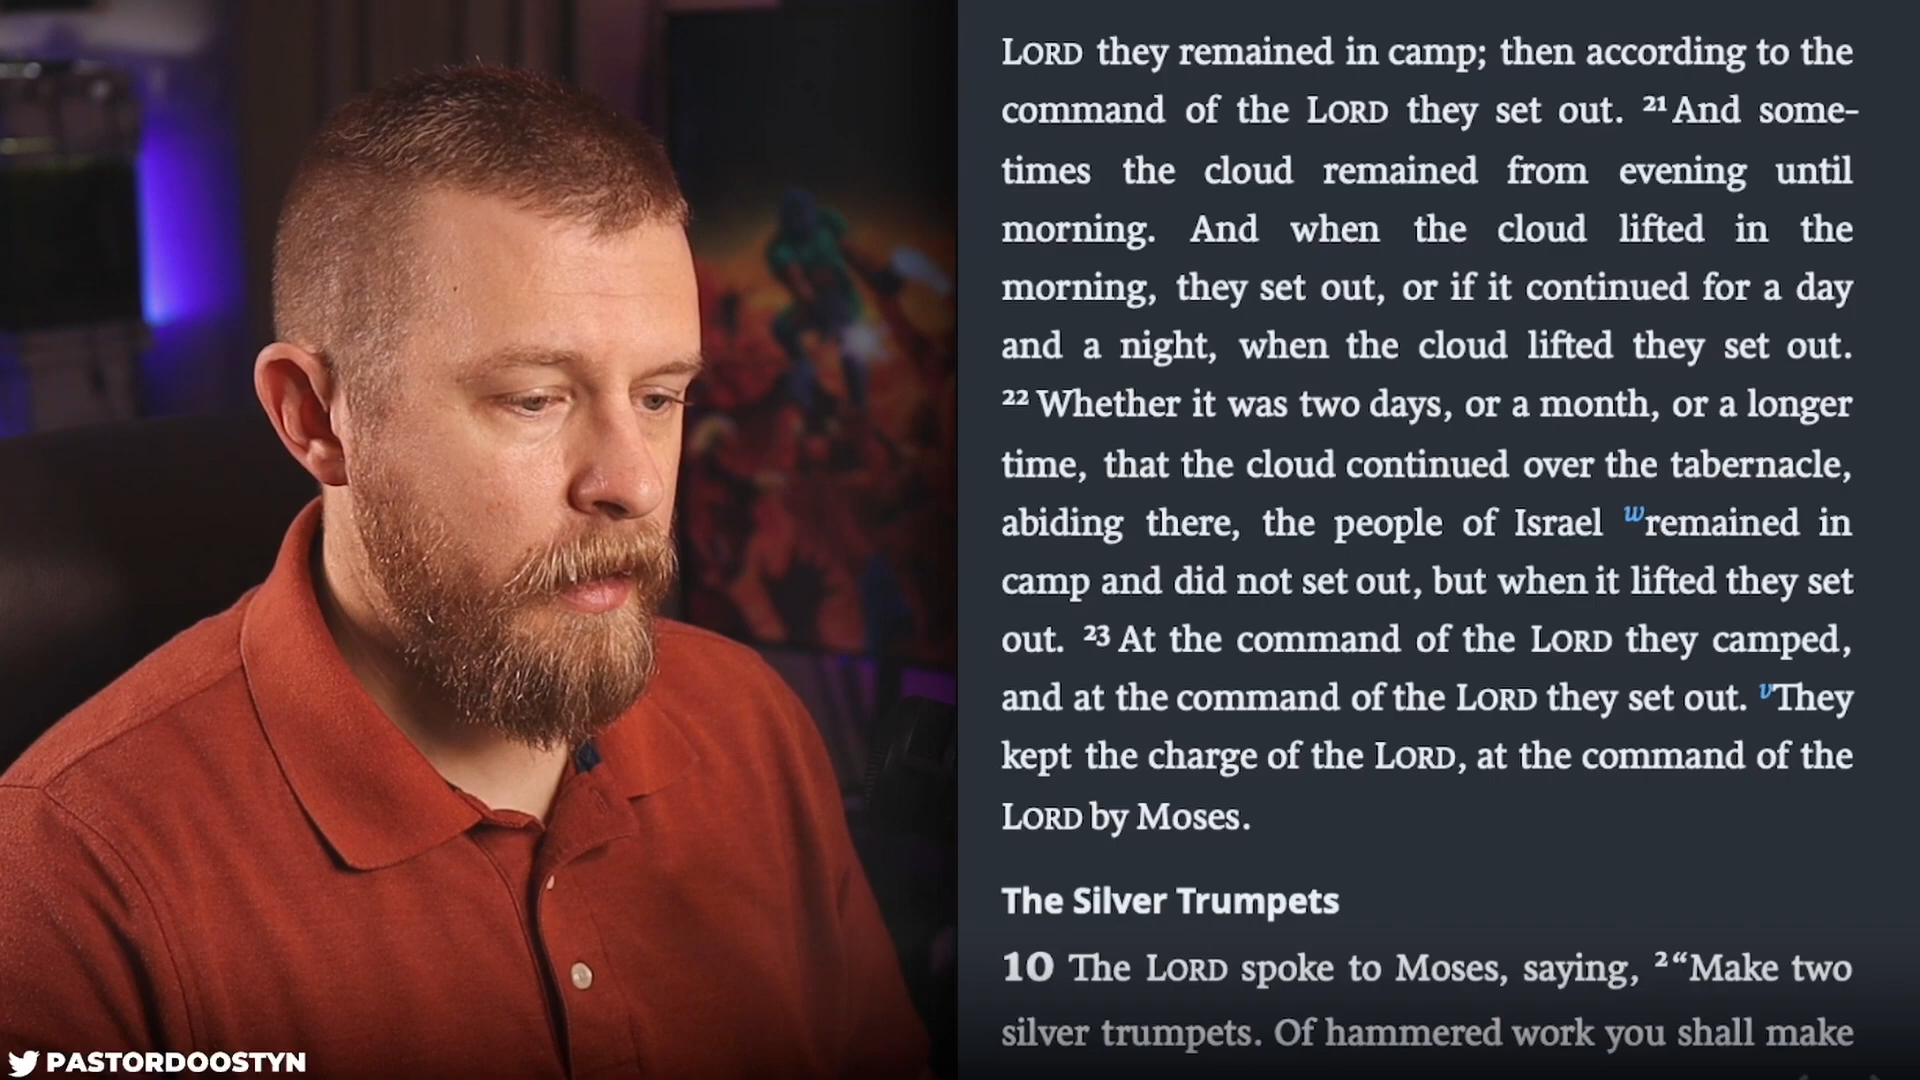 LORD they remained in camp; then according to the
command of the LORD they set out. ²¹ And some-
times the cloud remained from evening until
morning. And when the cloud lifted in the
morning, they set out, or if it continued for a day
and a night, when the cloud lifted they set out.
²² Whether it was two days, or a month, or a longer
time, that the cloud continued over the tabernacle,
abiding there, the people of Israel ʷremained in
camp and did not set out, but when it lifted they set
out. ²³ At the command of the LORD they camped,
and at the command of the LORD they set out. ᵛThey
kept the charge of the LORD, at the command of the
LORD by Moses.
The Silver Trumpets
10 The LORD spoke to Moses, saying, ² “Make two
silver trumpets. Of hammered work you shall make
PASTORDOOSTYN